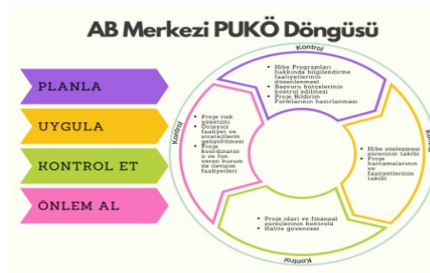 AB Merkezi PUKÖ Döngüsü
PLANLA
UYGULA
KONTROL ET
ÖNLEM AL
Kontrol
• Hibe Programları
hakkında bilgilendirme
faaliyetlerinin
düzenlenmesi
• Başvuru bütçelerinin
kontrol edilmesi
• Proje Bildirim
Formlarının hazırlanması
Kontrol
• Hibe sözleşmesi
sürecinin takibi
• Proje
harcamalarının
ve
faaliyetlerinin
takibi
• Proje idari ve finansal
süreçlerinin kontrolü
• Kalite güvencesi
Kontrol
• Proje risk
yönetimi
• Önleyici
faaliyet ve
stratejilerin
geliştirilmesi
• Proje
koordinatör
ü ve fon
veren kurum
ile iletişim
faaliyetleri
Kontrol